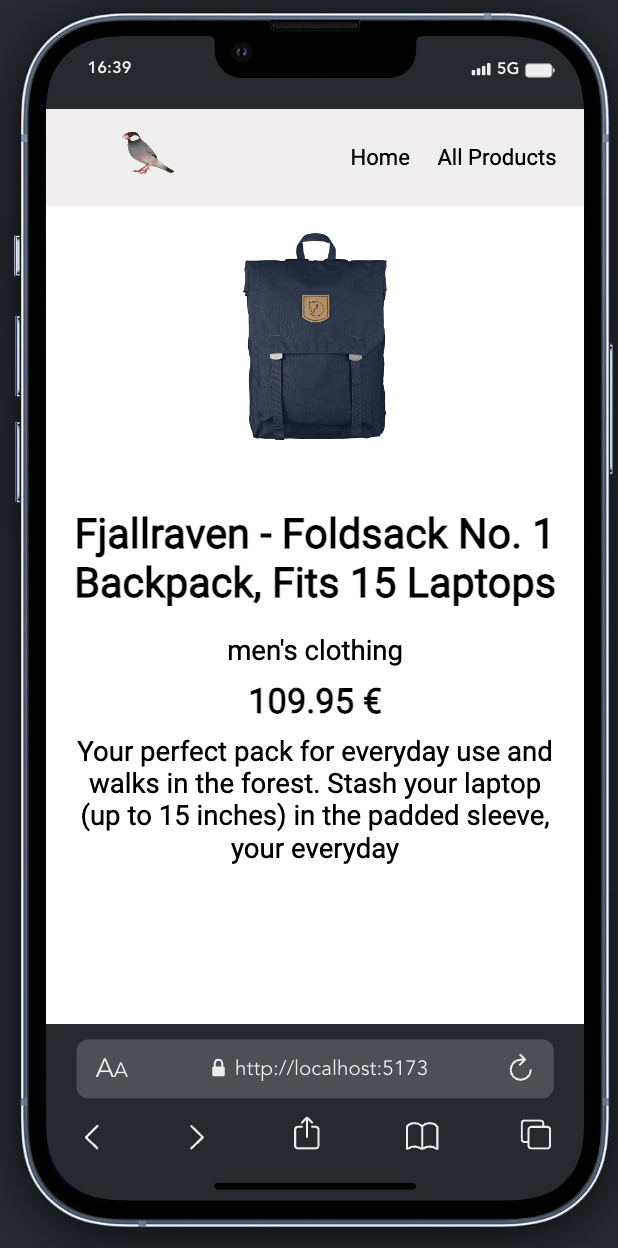 16:39
5G
Home All Products
Fjallraven - Foldsack No. 1
Backpack, Fits 15 Laptops
men's clothing
109.95 €
Your perfect pack for everyday use and
walks in the forest. Stash your laptop
(up to 15 inches) in the padded sleeve,
your everyday
AA http://localhost:5173